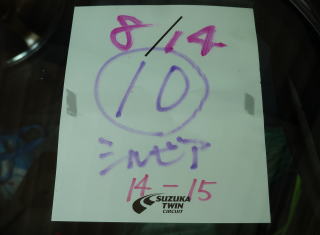 8/14
10
シルビア
14-15
SUZUKA
TWIN
CIRCUIT